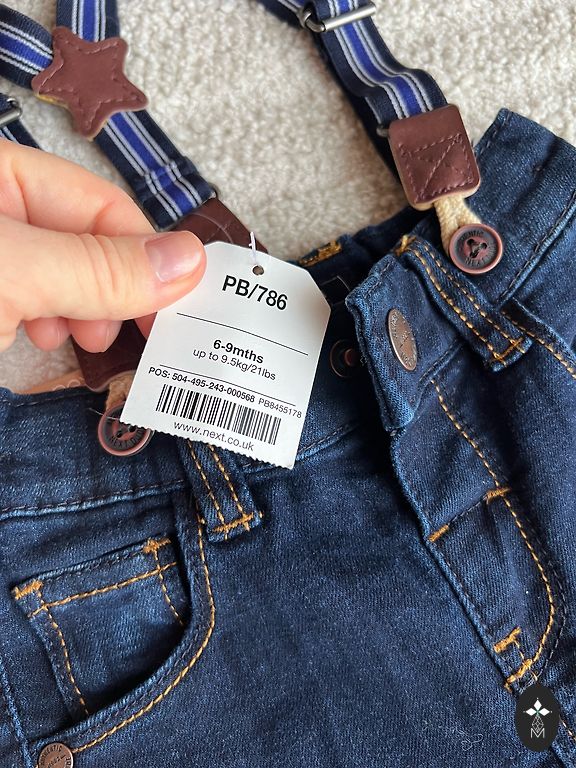 PB/786
6-9mths
up to 9.5kg/21lbs
POS: 504-495-243-000568 PB8455178
www.next.co.uk
M